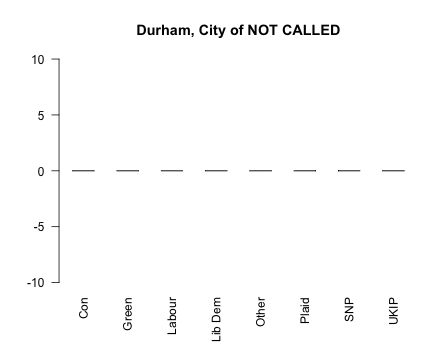 Durham, City of NOT CALLED
10
5
0
-5
-10
Con
Green
Labour
Lib Dem
Other
Plaid
SNP
UKIP